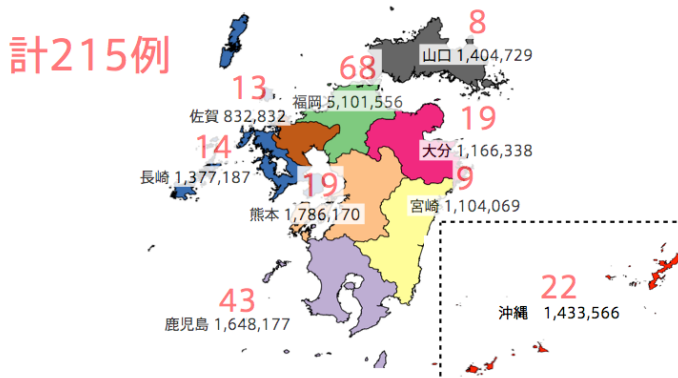 計215例
8
山口 1,404,729
68
福岡 5,101,556
13
佐賀 832,832
19
大分 1,166,338
14
長崎 1,377,187
19
熊本 1,786,170
9
宮崎 1,104,069
43
鹿児島 1,648,177
22
沖縄 1,433,566